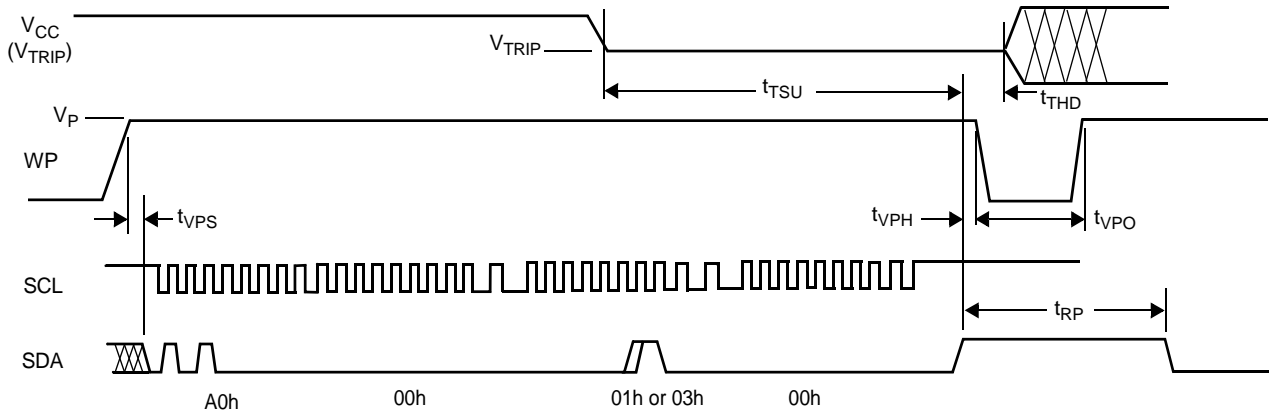 VCC
(VTRIP)
VTRIP
tTSU
tTHD
VP
WP
tVPS
tVPH
tVPO
SCL
tRP
SDA
A0h
00h
01h or 03h
00h